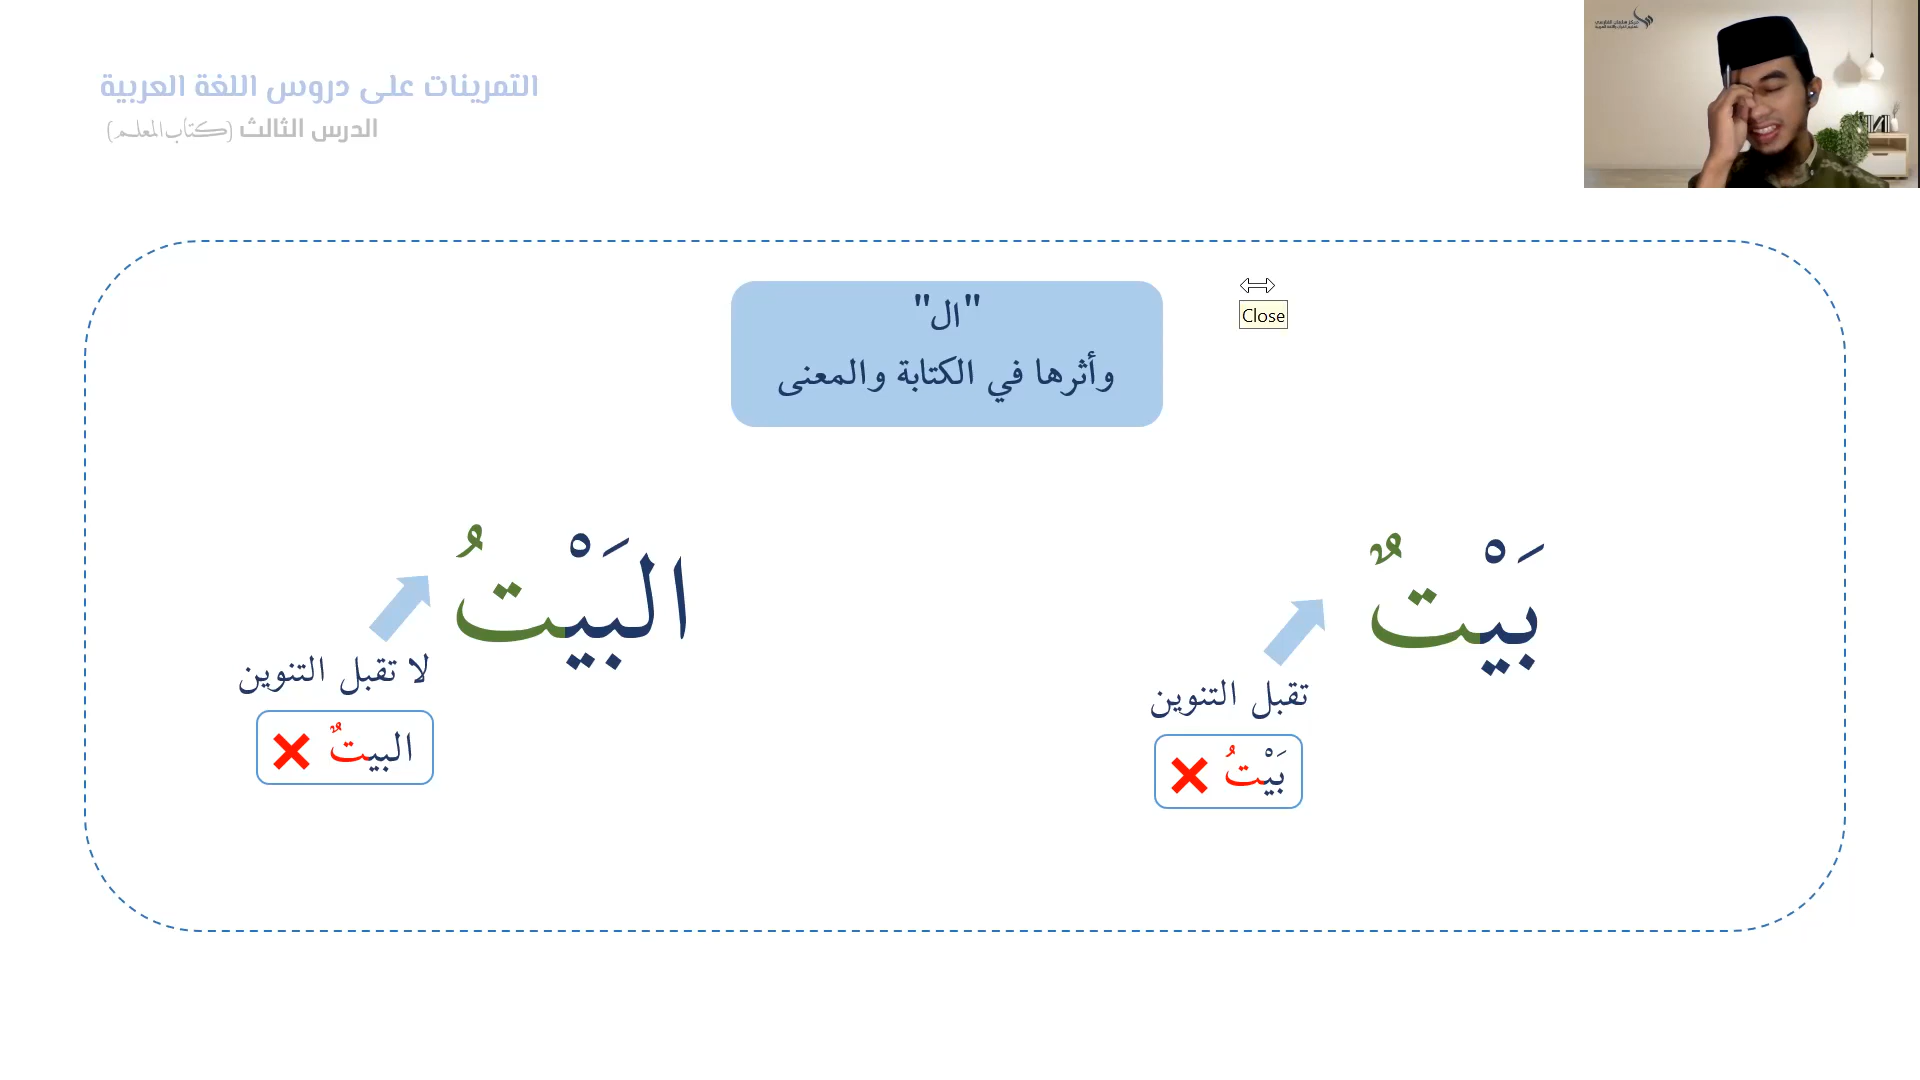 التمرينات على دروس اللغة العربية
الدرس الثالث (كتاب المعلم)
"ال"
وأثرها في الكتابة والمعنى
Close
بَيْتٌ
تقبل التنوين
بَيْتُ
البَيْتُ
لا تقبل التنوين
البيتٌ